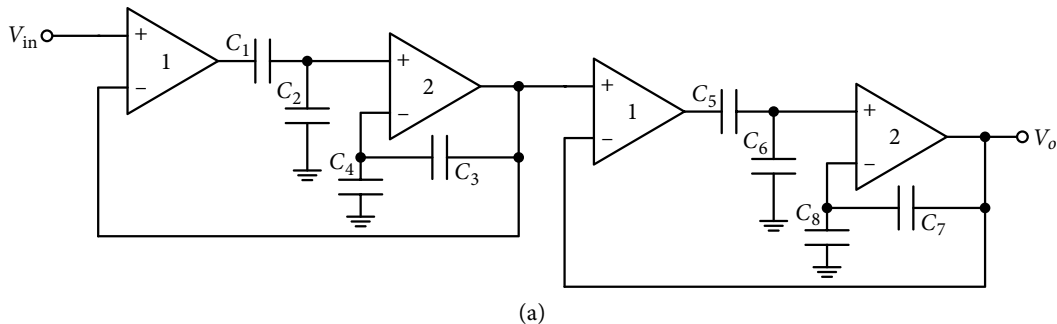 V_in
+
−
1
C_1
C_2
+
−
2
C_4
C_3
+
−
1
C_5
C_6
+
−
2
C_8
C_7
V_o
(a)